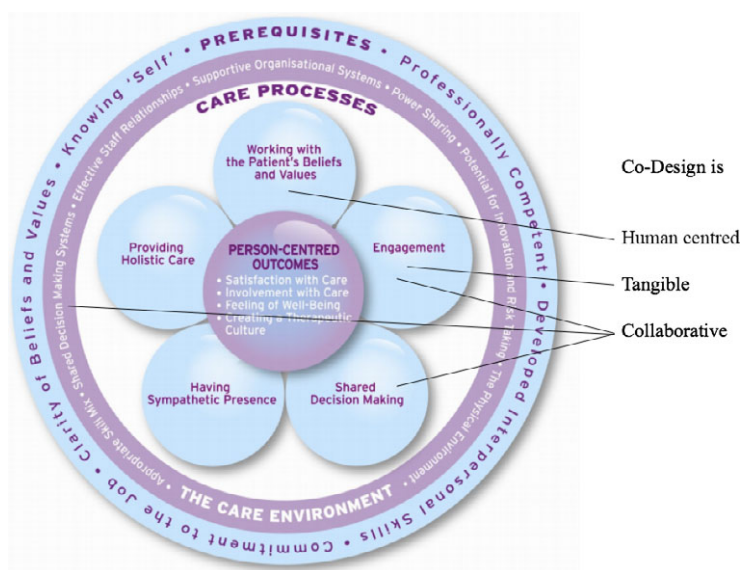 PREREQUISITES • Professionally Competent • Developed Interpersonal Skills • Commitment to the Job • Clarity of Beliefs and Values • Knowing 'Self' •
THE CARE ENVIRONMENT • Appropriate Skill Mix • Shared Decision Making Systems • Effective Staff Relationships • Supportive Organisational Systems • Power Sharing • Potential for Innovation and Risk Taking • The Physical Environment •
CARE PROCESSES
Working with
the Patient's Beliefs
and Values
Providing
Holistic Care
Engagement
PERSON-CENTRED
OUTCOMES
• Satisfaction with Care
• Involvement with Care
• Feeling of Well-Being
• Creating a Therapeutic
Culture
Having
Sympathetic Presence
Shared
Decision Making
Co-Design is
Human centred
Tangible
Collaborative